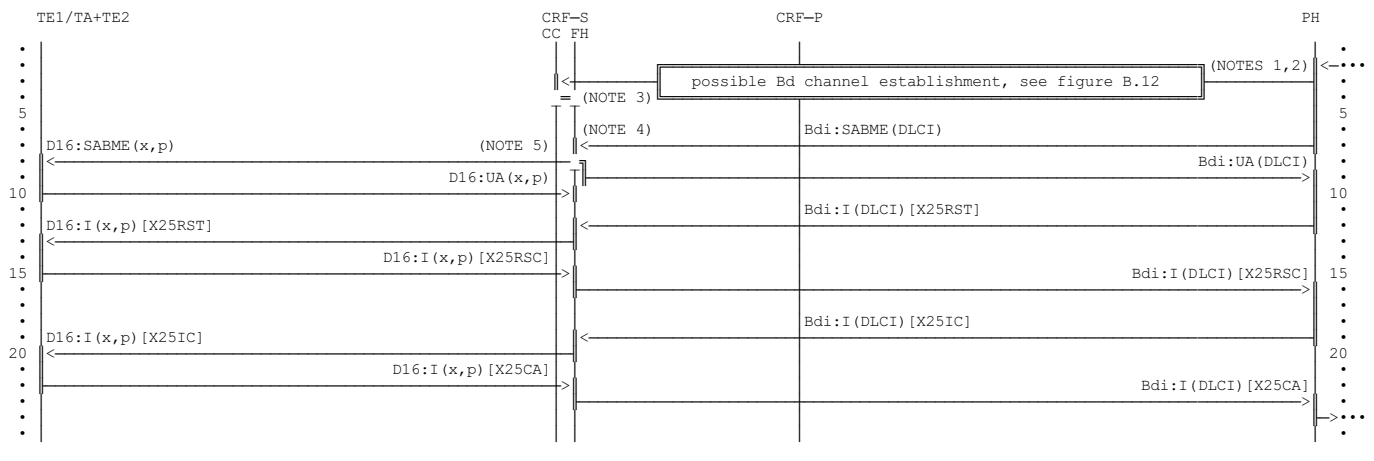 TE1/TA+TE2 CRF—S CRF—P PH
CC FH
(NOTES 1,2)
possible Bd channel establishment, see figure B.12
= (NOTE 3)
5 5
(NOTE 4) Bdi:SABME(DLCI)
D16:SABME(x,p) (NOTE 5)
Bdi:UA(DLCI)
D16:UA(x,p)
10 10
Bdi:I(DLCI)[X25RST]
D16:I(x,p)[X25RST]
D16:I(x,p)[X25RSC]
15 Bdi:I(DLCI)[X25RSC] 15
Bdi:I(DLCI)[X25IC]
D16:I(x,p)[X25IC]
20 20
D16:I(x,p)[X25CA]
Bdi:I(DLCI)[X25CA]